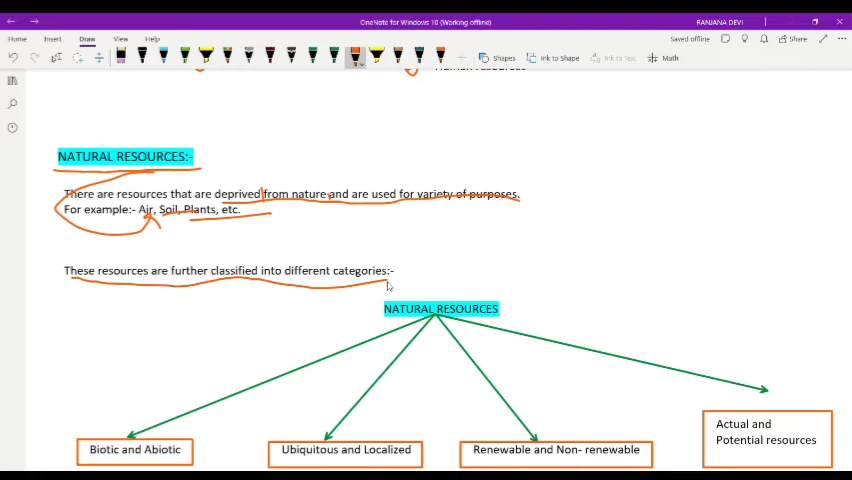 OneNote for Windows 10 (Working offline)
RANJANA DEVI
Home Insert Draw View Help
Saved offline Share
Shapes Ink to Shape Ink to Text Math
NATURAL RESOURCES:-
There are resources that are deprived from nature and are used for variety of purposes.
For example:- Air, Soil, Plants, etc.
These resources are further classified into different categories:-
NATURAL RESOURCES
Biotic and Abiotic
Ubiquitous and Localized
Renewable and Non- renewable
Actual and
Potential resources